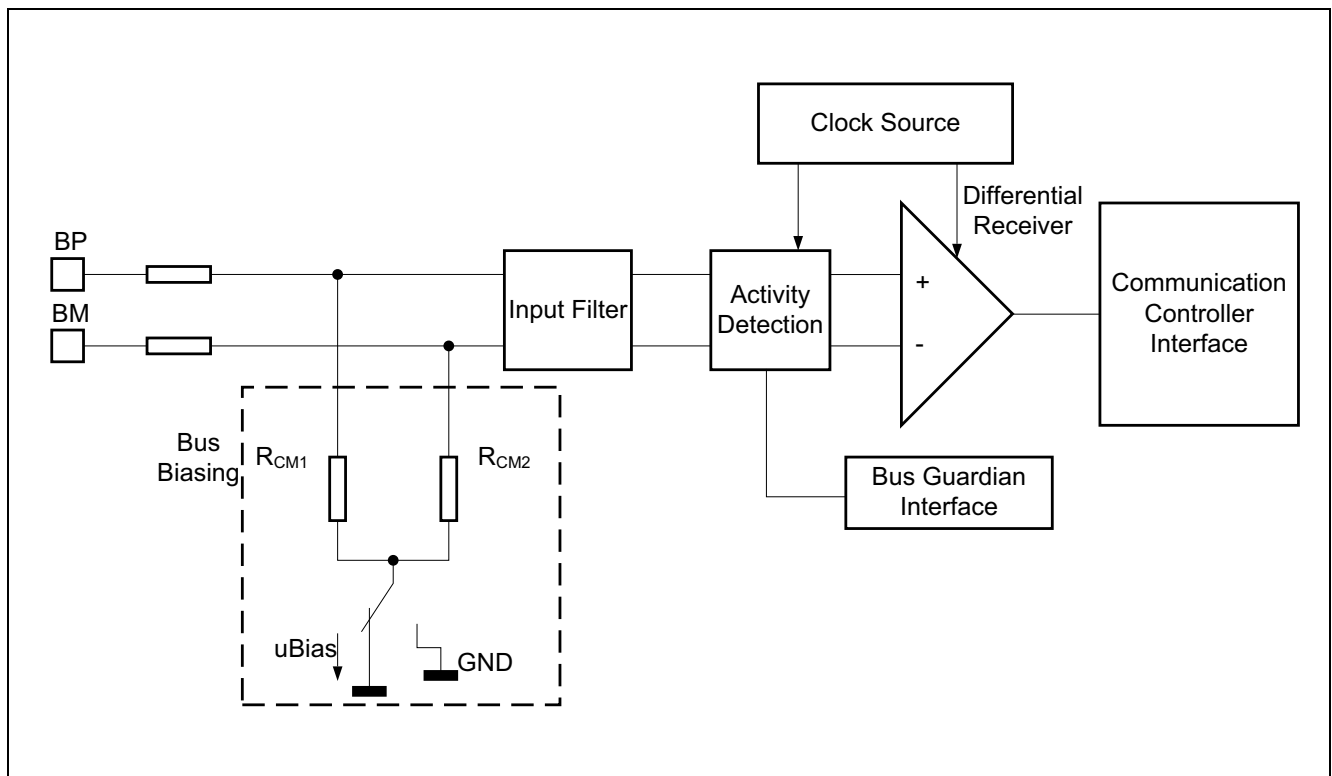 Clock Source
Differential
Receiver
BP
BM
Input Filter
Activity
Detection
+
-
Communication
Controller
Interface
Bus
Biasing
RCM1
RCM2
Bus Guardian
Interface
uBias
GND